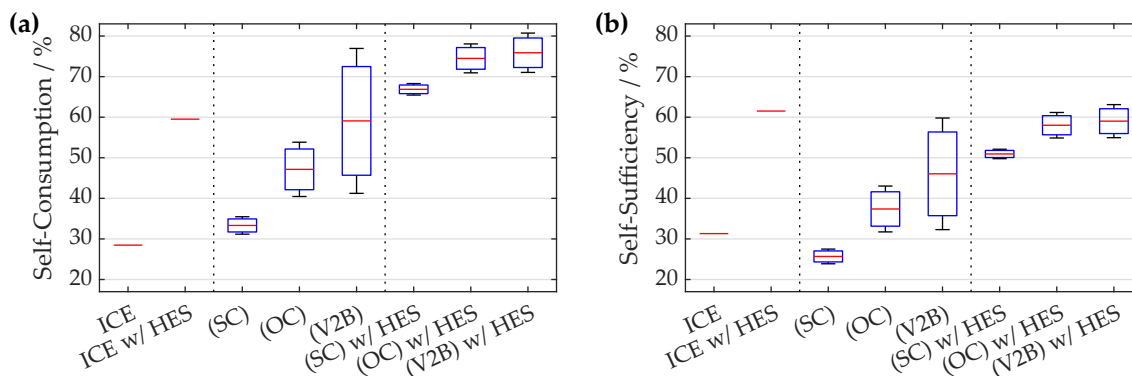 (a)
Self-Consumption / %
80
70
60
50
40
30
20
ICE
ICE w/ HES
(SC)
(OC)
(V2B)
(SC) w/ HES
(OC) w/ HES
(V2B) w/ HES
(b)
Self-Sufficiency / %
80
70
60
50
40
30
20
ICE
ICE w/ HES
(SC)
(OC)
(V2B)
(SC) w/ HES
(OC) w/ HES
(V2B) w/ HES